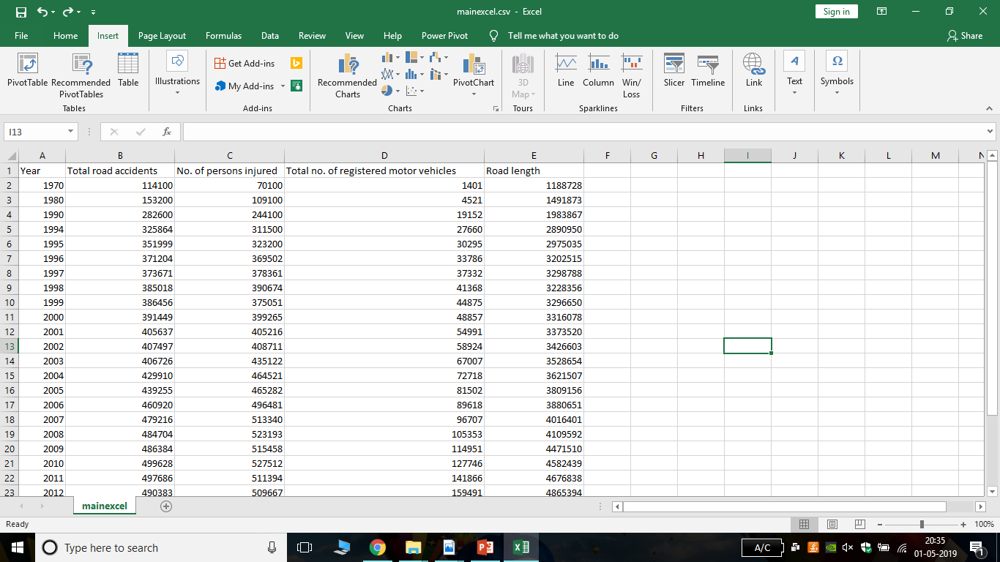 mainexcel.csv - Excel
Sign in
File Home Insert Page Layout Formulas Data Review View Help Power Pivot Tell me what you want to do Share
PivotTable Recommended PivotTables Table Illustrations Get Add-ins My Add-ins Recommended Charts PivotChart 3D Map Line Column Win/Loss Slicer Timeline Link Text Symbols
Tables Add-ins Charts Tours Sparklines Filters Links
I13 fx
A B C D E F G H I J K L M N
1 Year Total road accidents No. of persons injured Total no. of registered motor vehicles Road length
2 1970 114100 70100 1401 1188728
3 1980 153200 109100 4521 1491873
4 1990 282600 244100 19152 1983867
5 1994 325864 311500 27660 2890950
6 1995 351999 323200 30295 2975035
7 1996 371204 369502 33786 3202515
8 1997 373671 378361 37332 3298788
9 1998 385018 390674 41368 3228356
10 1999 386456 375051 44875 3296650
11 2000 391449 399265 48857 3316078
12 2001 405637 405216 54991 3373520
13 2002 407497 408711 58924 3426603
14 2003 406726 435122 67007 3528654
15 2004 429910 464521 72718 3621507
16 2005 439255 465282 81502 3809156
17 2006 460920 496481 89618 3880651
18 2007 479216 513340 96707 4016401
19 2008 484704 523193 105353 4109592
20 2009 486384 515458 114951 4471510
21 2010 499628 527512 127746 4582439
22 2011 497686 511394 141866 4676838
23 2012 490383 509667 159491 4865394
mainexcel
Ready 100%
Type here to search A/C 20:35
01-05-2019 1